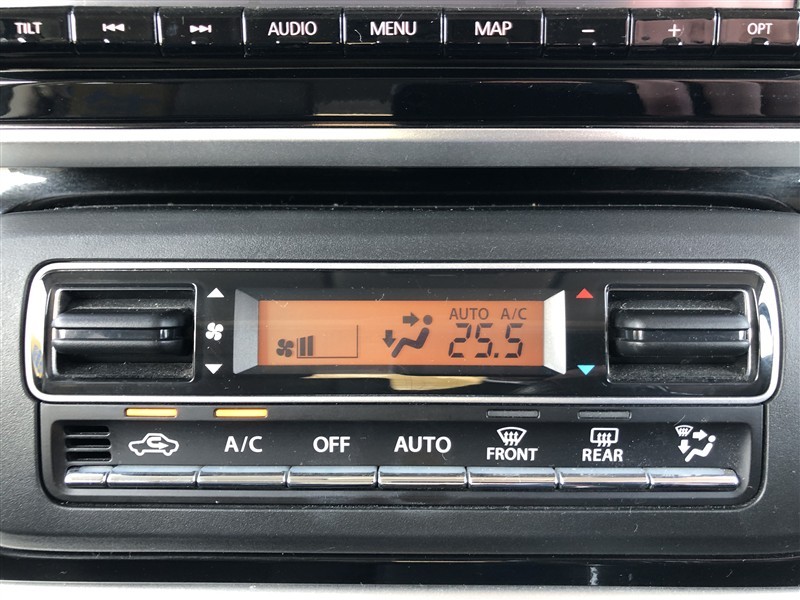 TILT AUDIO MENU MAP − + OPT
AUTO A/C
25.5
A/C OFF AUTO FRONT REAR